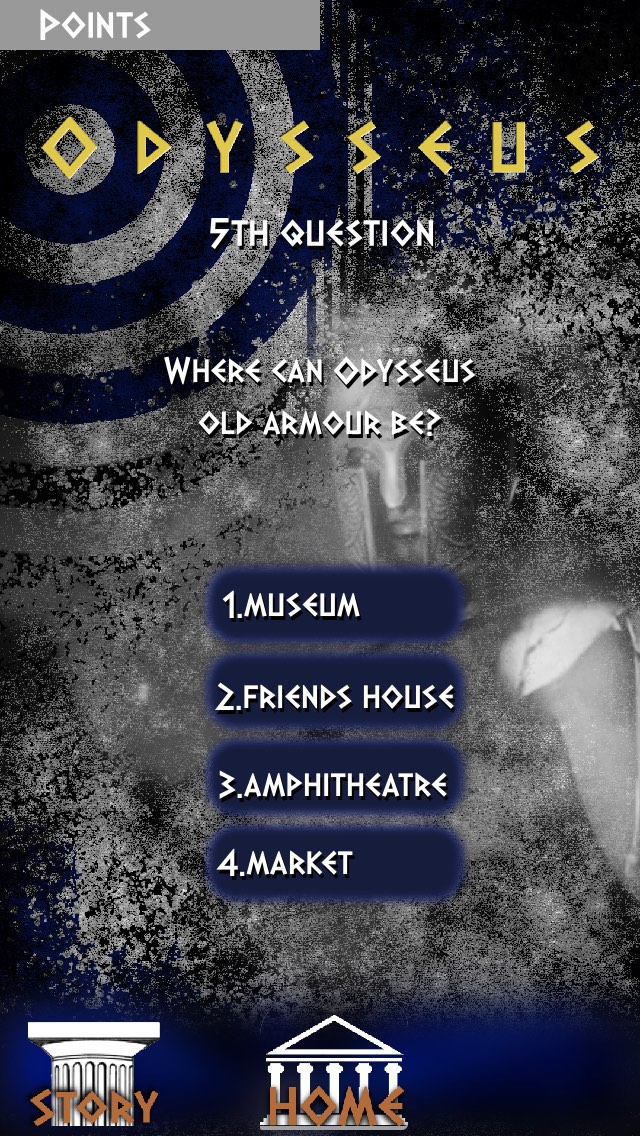 Points
Odysseus
5th question
Where can Odysseus
old armour be?
1.museum
2.friends house
3.amphitheatre
4.market
Story
Home